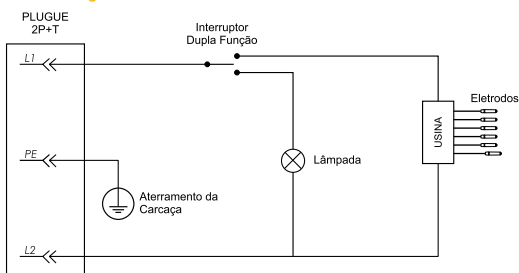 PLUGUE
2P+T
Interruptor
Dupla Função
L1
Eletrodos
USINA
PE
Lâmpada
Aterramento da
Carcaça
L2